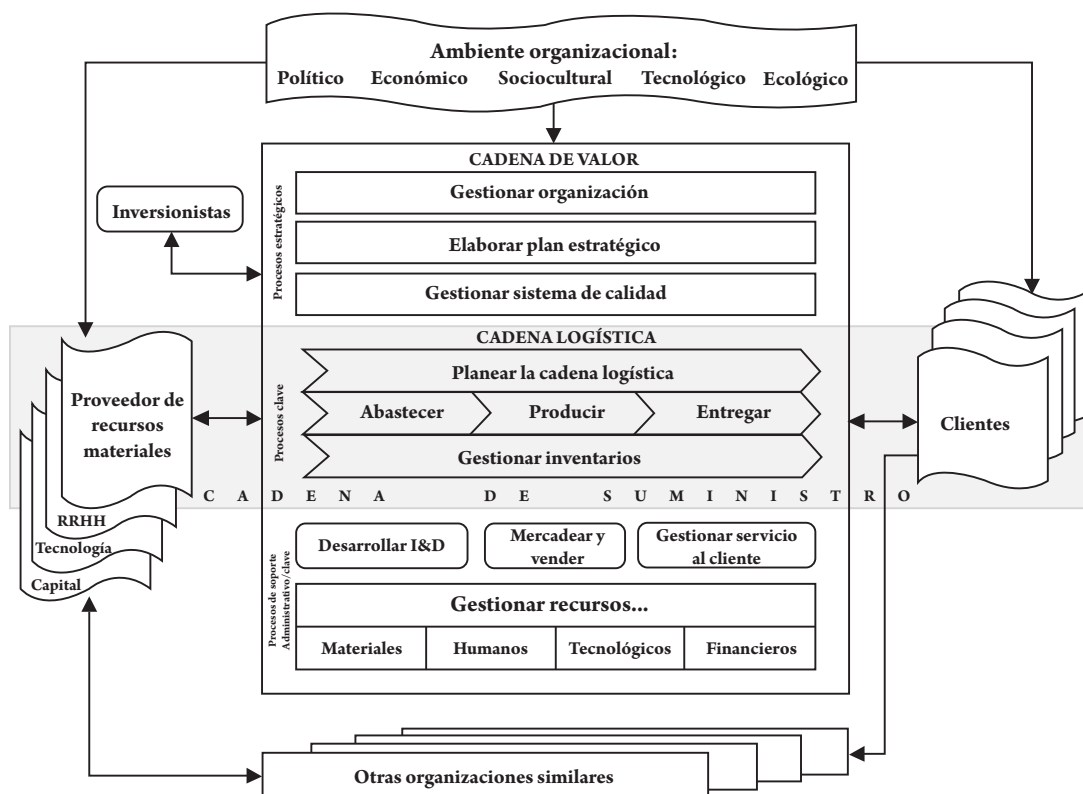 Ambiente organizacional:
Político Económico Sociocultural Tecnológico Ecológico
CADENA DE VALOR
Procesos estratégicos
Gestionar organización
Elaborar plan estratégico
Gestionar sistema de calidad
Inversionistas
CADENA LOGÍSTICA
Procesos clave
Planear la cadena logística
Abastecer Producir Entregar
Gestionar inventarios
Proveedor de
recursos
materiales
RRHH
Tecnología
Capital
Clientes
CADENA DE SUMINISTRO
Procesos de soporte
Administrativo/clave
Desarrollar I&D
Mercadear y
vender
Gestionar servicio
al cliente
Gestionar recursos...
Materiales Humanos Tecnológicos Financieros
Otras organizaciones similares